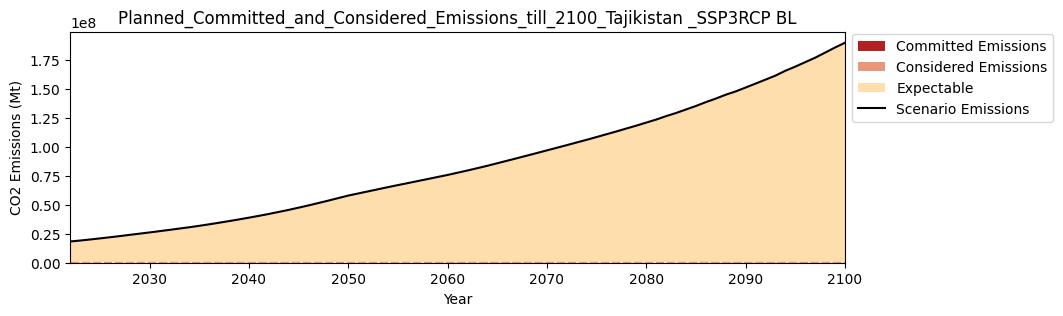 Planned_Committed_and_Considered_Emissions_till_2100_Tajikistan _SSP3RCP BL
1e8
CO2 Emissions (Mt)
1.75
1.50
1.25
1.00
0.75
0.50
0.25
0.00
2030 2040 2050 2060 2070 2080 2090 2100
Year
Committed Emissions
Considered Emissions
Expectable
Scenario Emissions